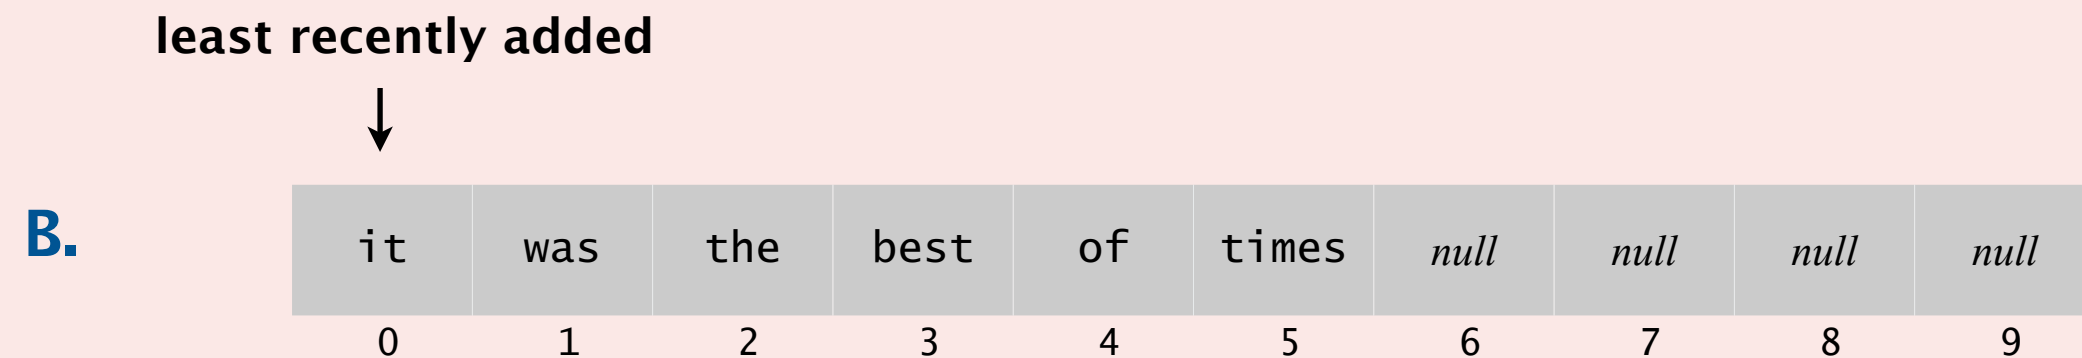 least recently added
B. it was the best of times null null null null
0 1 2 3 4 5 6 7 8 9